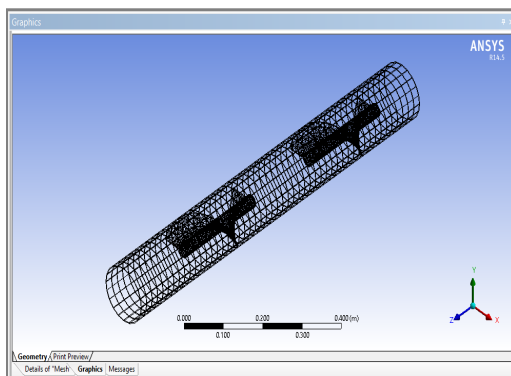 Graphics
ANSYS
R14.5
0.000 0.200 0.400 (m)
0.100 0.300
Y
Z X
Geometry Print Preview
Details of "Mesh" Graphics Messages